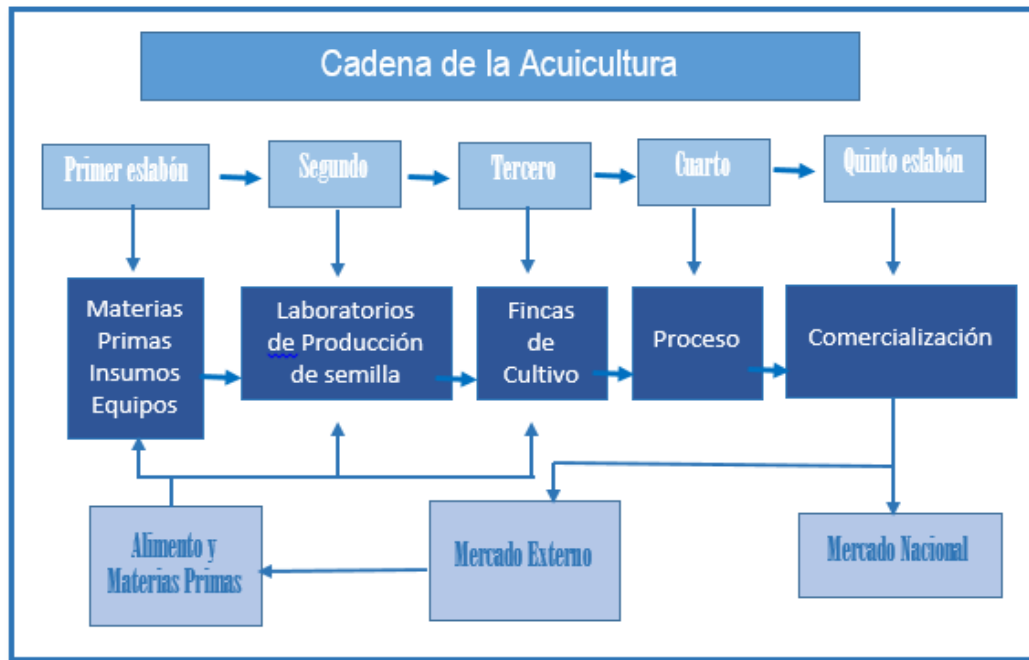 Cadena de la Acuicultura
Primer eslabón
Segundo
Tercero
Cuarto
Quinto eslabón
Materias
Primas
Insumos
Equipos
Laboratorios
de Producción
de semilla
Fincas
de
Cultivo
Proceso
Comercialización
Alimento y
Materias Primas
Mercado Externo
Mercado Nacional